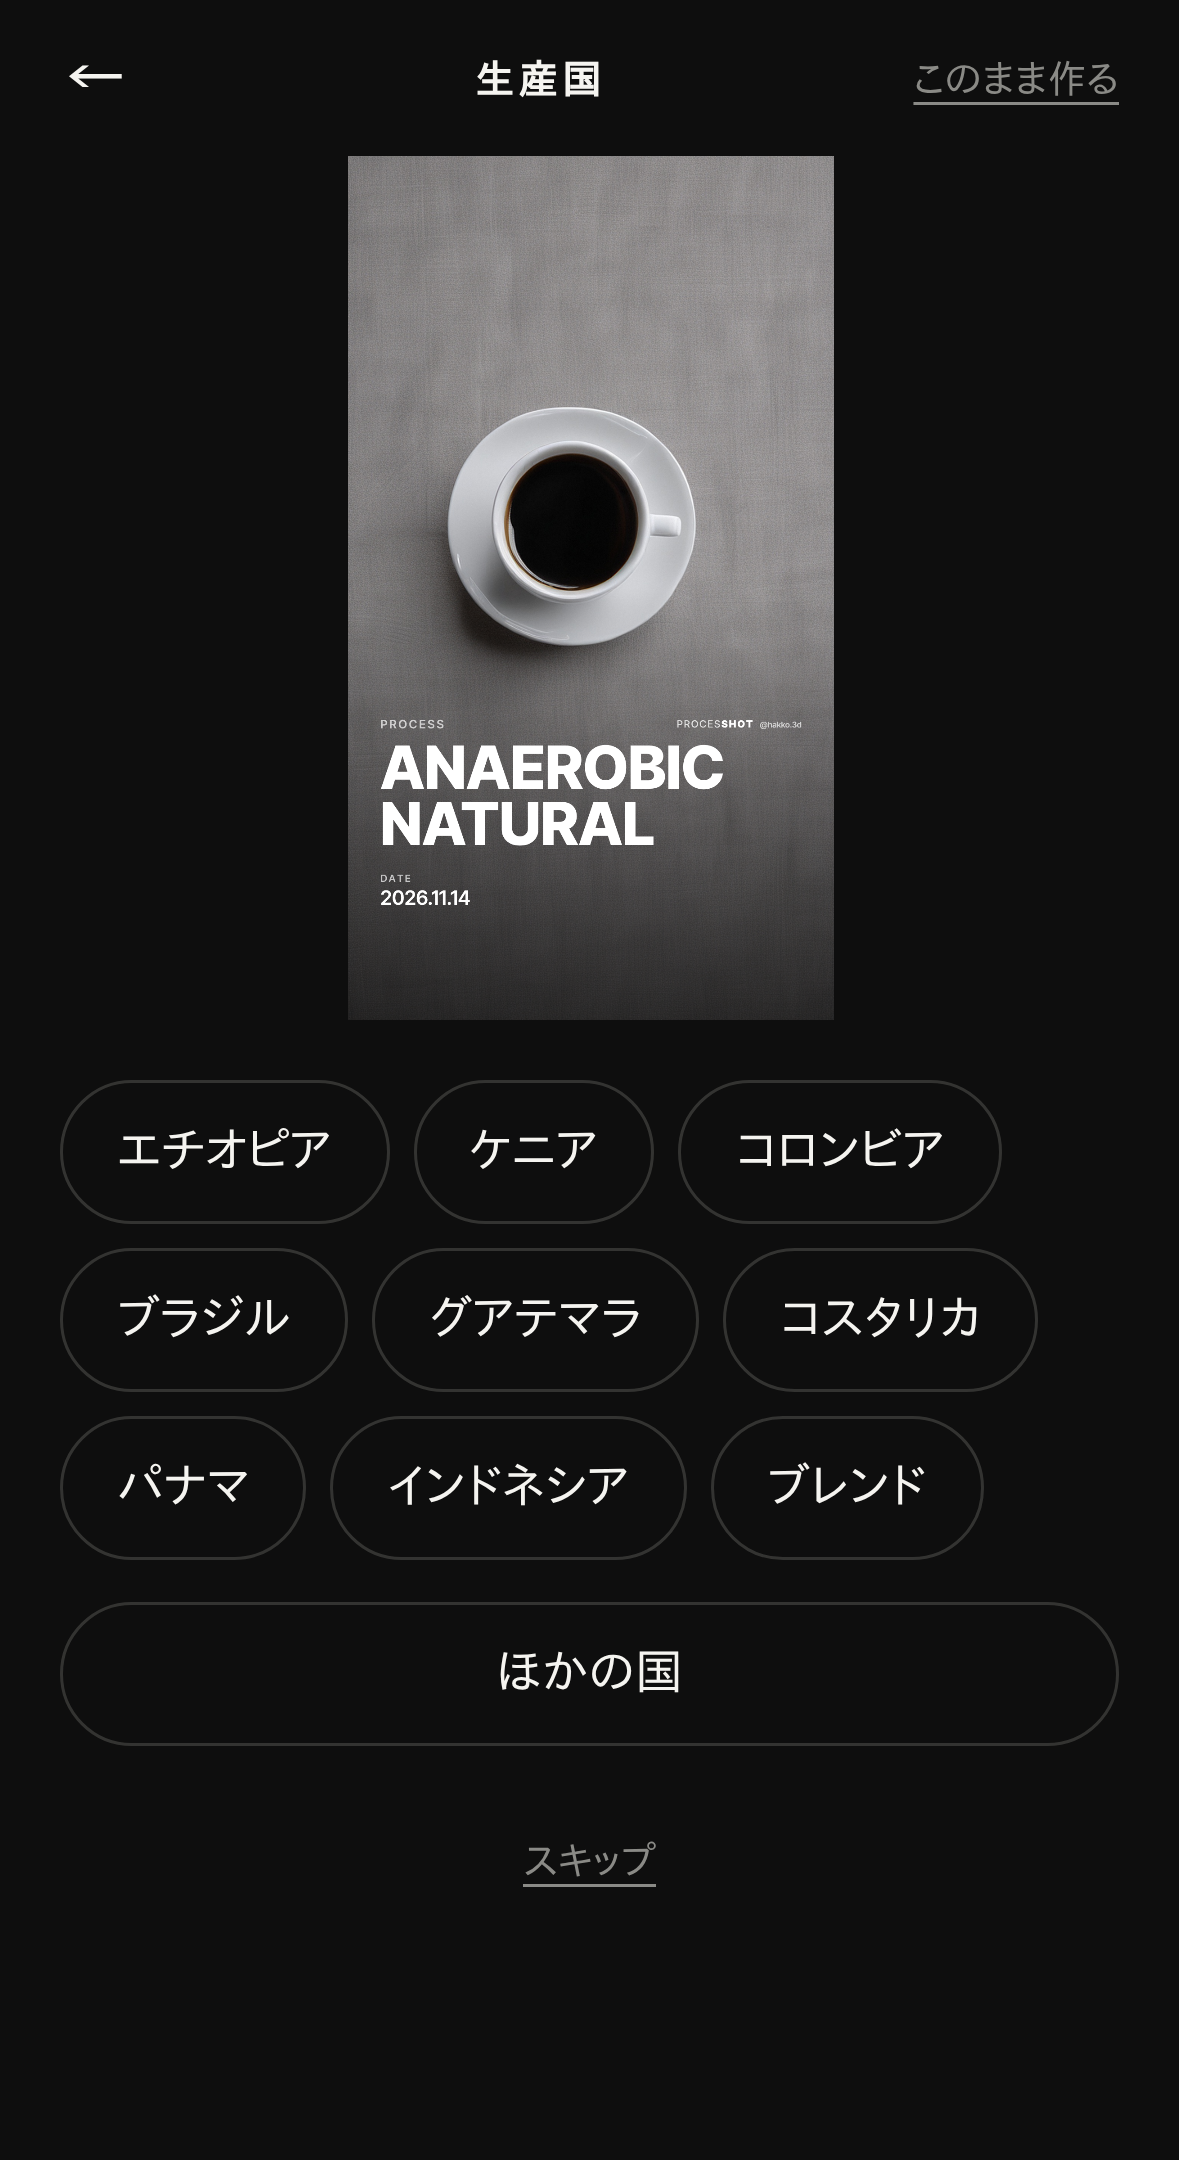 生産国
このまま作る
PROCESS
PROCESSHOT @hakko.3d
ANAEROBIC
NATURAL
DATE
2026.11.14
エチオピア
ケニア
コロンビア
ブラジル
グアテマラ
コスタリカ
パナマ
インドネシア
ブレンド
ほかの国
スキップ